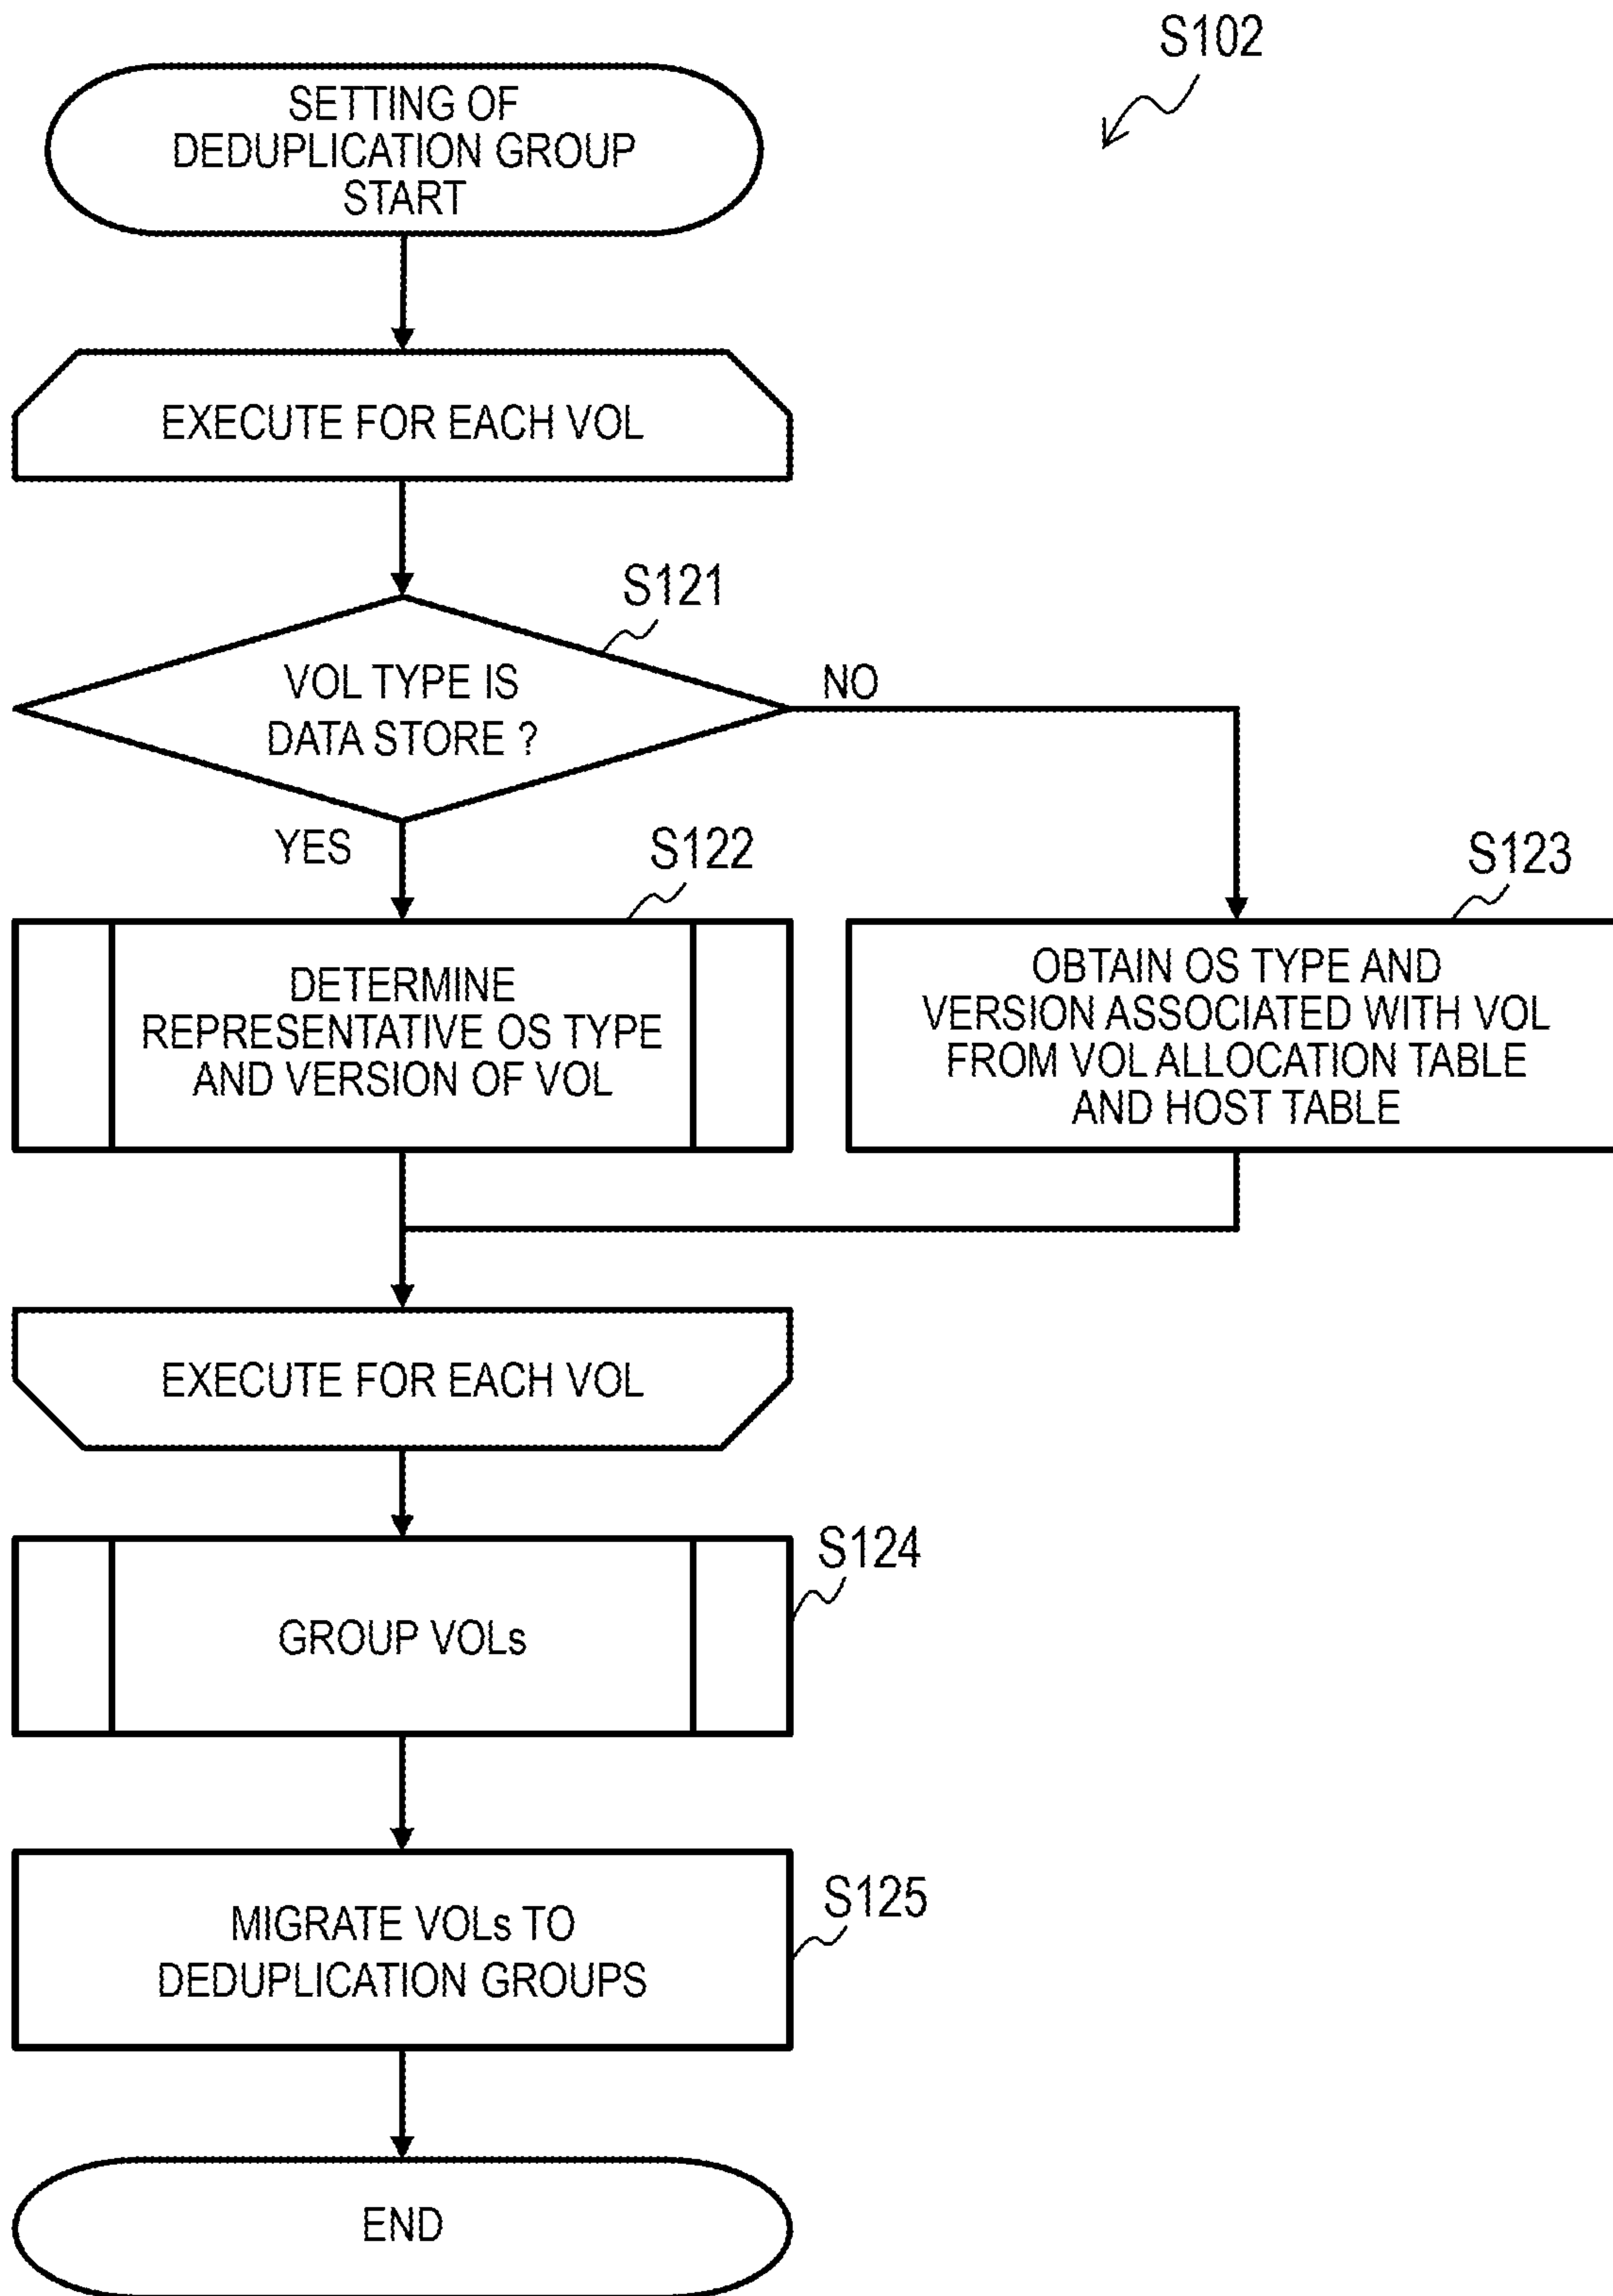 S102
SETTING OF
DEDUPLICATION GROUP
START
EXECUTE FOR EACH VOL
S121
VOL TYPE IS
DATA STORE ?
NO
YES
S122
S123
DETERMINE
REPRESENTATIVE OS TYPE
AND VERSION OF VOL
OBTAIN OS TYPE AND
VERSION ASSOCIATED WITH VOL
FROM VOL ALLOCATION TABLE
AND HOST TABLE
EXECUTE FOR EACH VOL
S124
GROUP VOLs
S125
MIGRATE VOLs TO
DEDUPLICATION GROUPS
END